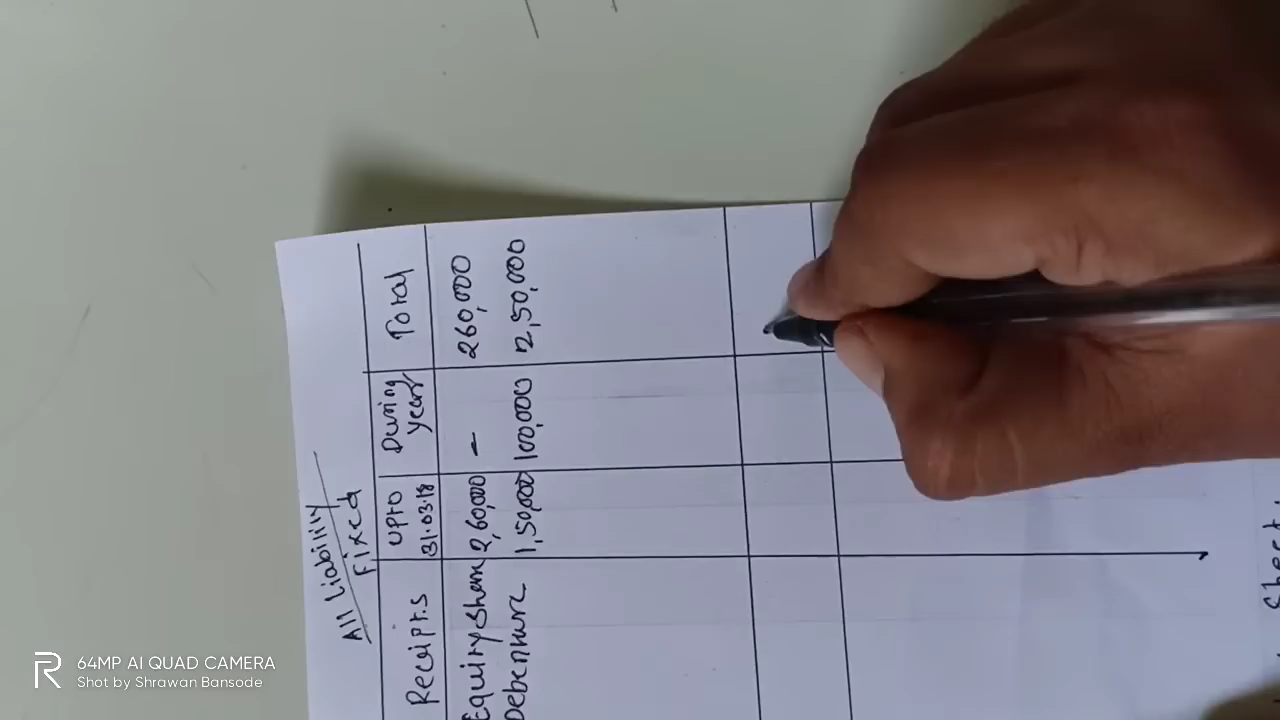 All Liability
Fixed
Receipts Upto 31.03.18 During year Total
Equity Share 2,60,000 – 260,000
Debenture 1,50,000 100,000 2,50,000
64MP AI QUAD CAMERA
Shot by Shrawan Bansode